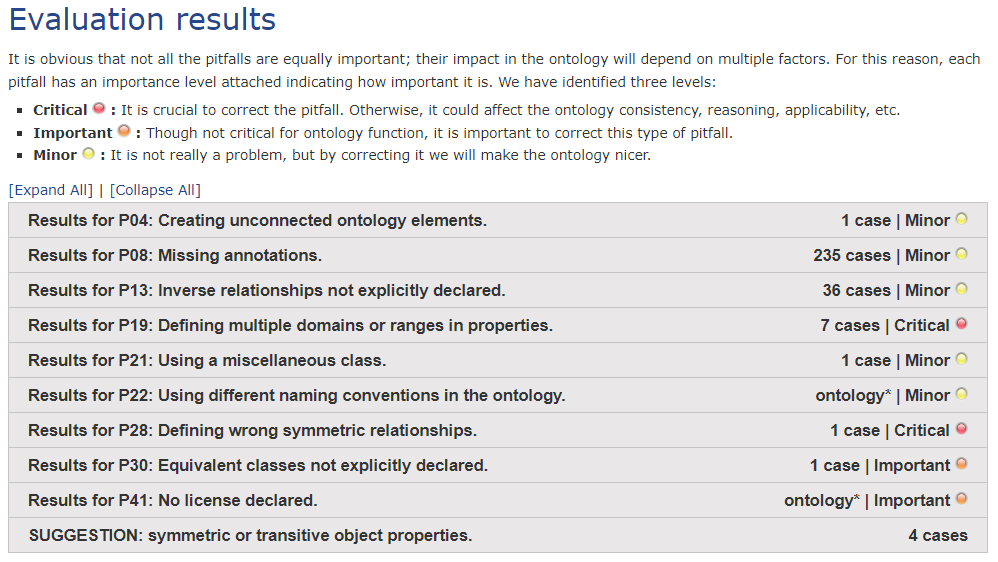 Evaluation results
It is obvious that not all the pitfalls are equally important; their impact in the ontology will depend on multiple factors. For this reason, each
pitfall has an importance level attached indicating how important it is. We have identified three levels:
Critical : It is crucial to correct the pitfall. Otherwise, it could affect the ontology consistency, reasoning, applicability, etc.
Important : Though not critical for ontology function, it is important to correct this type of pitfall.
Minor : It is not really a problem, but by correcting it we will make the ontology nicer.
[Expand All] | [Collapse All]
Results for P04: Creating unconnected ontology elements. 1 case | Minor
Results for P08: Missing annotations. 235 cases | Minor
Results for P13: Inverse relationships not explicitly declared. 36 cases | Minor
Results for P19: Defining multiple domains or ranges in properties. 7 cases | Critical
Results for P21: Using a miscellaneous class. 1 case | Minor
Results for P22: Using different naming conventions in the ontology. ontology* | Minor
Results for P28: Defining wrong symmetric relationships. 1 case | Critical
Results for P30: Equivalent classes not explicitly declared. 1 case | Important
Results for P41: No license declared. ontology* | Important
SUGGESTION: symmetric or transitive object properties. 4 cases